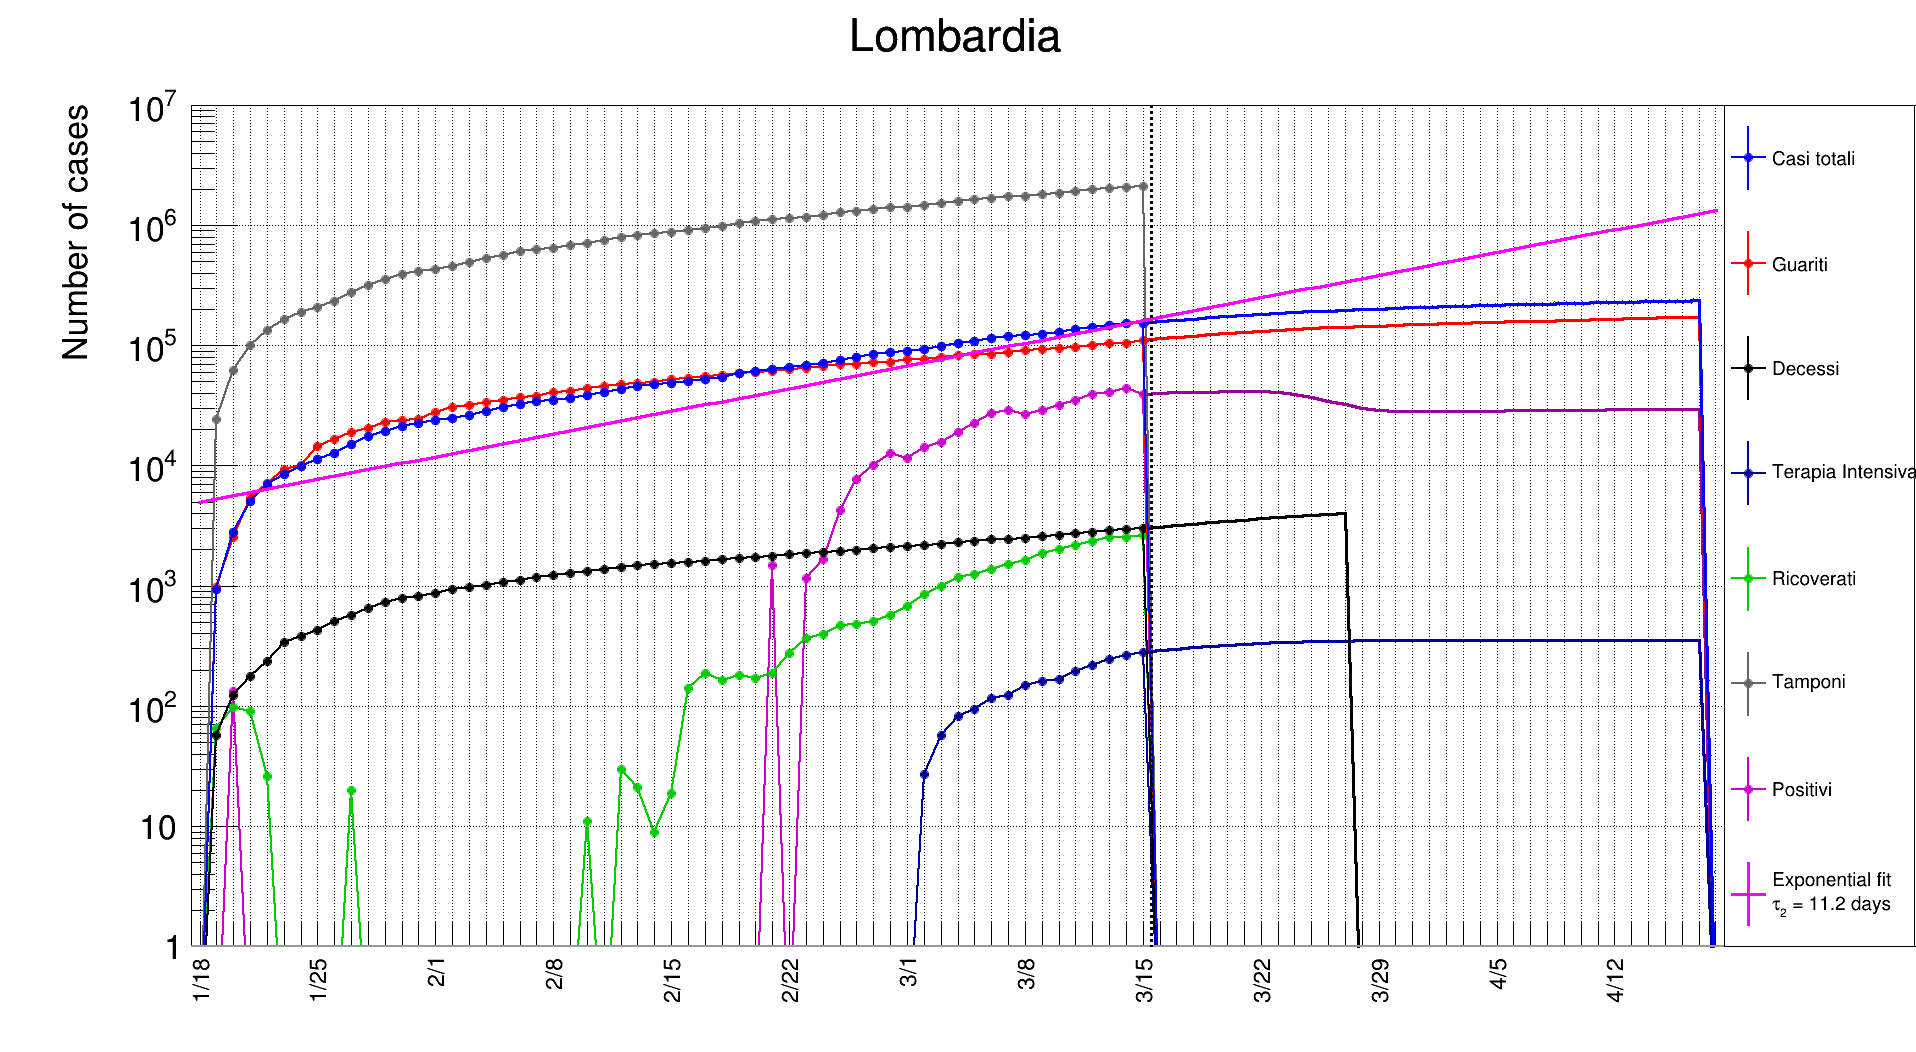 Lombardia
Number of cases
10^7
10^6
10^5
10^4
10^3
10^2
10
1
1/18
1/25
2/1
2/8
2/15
2/22
3/1
3/8
3/15
3/22
3/29
4/5
4/12
Casi totali
Guariti
Decessi
Terapia Intensiva
Ricoverati
Tamponi
Positivi
Exponential fit
τ_2 = 11.2 days